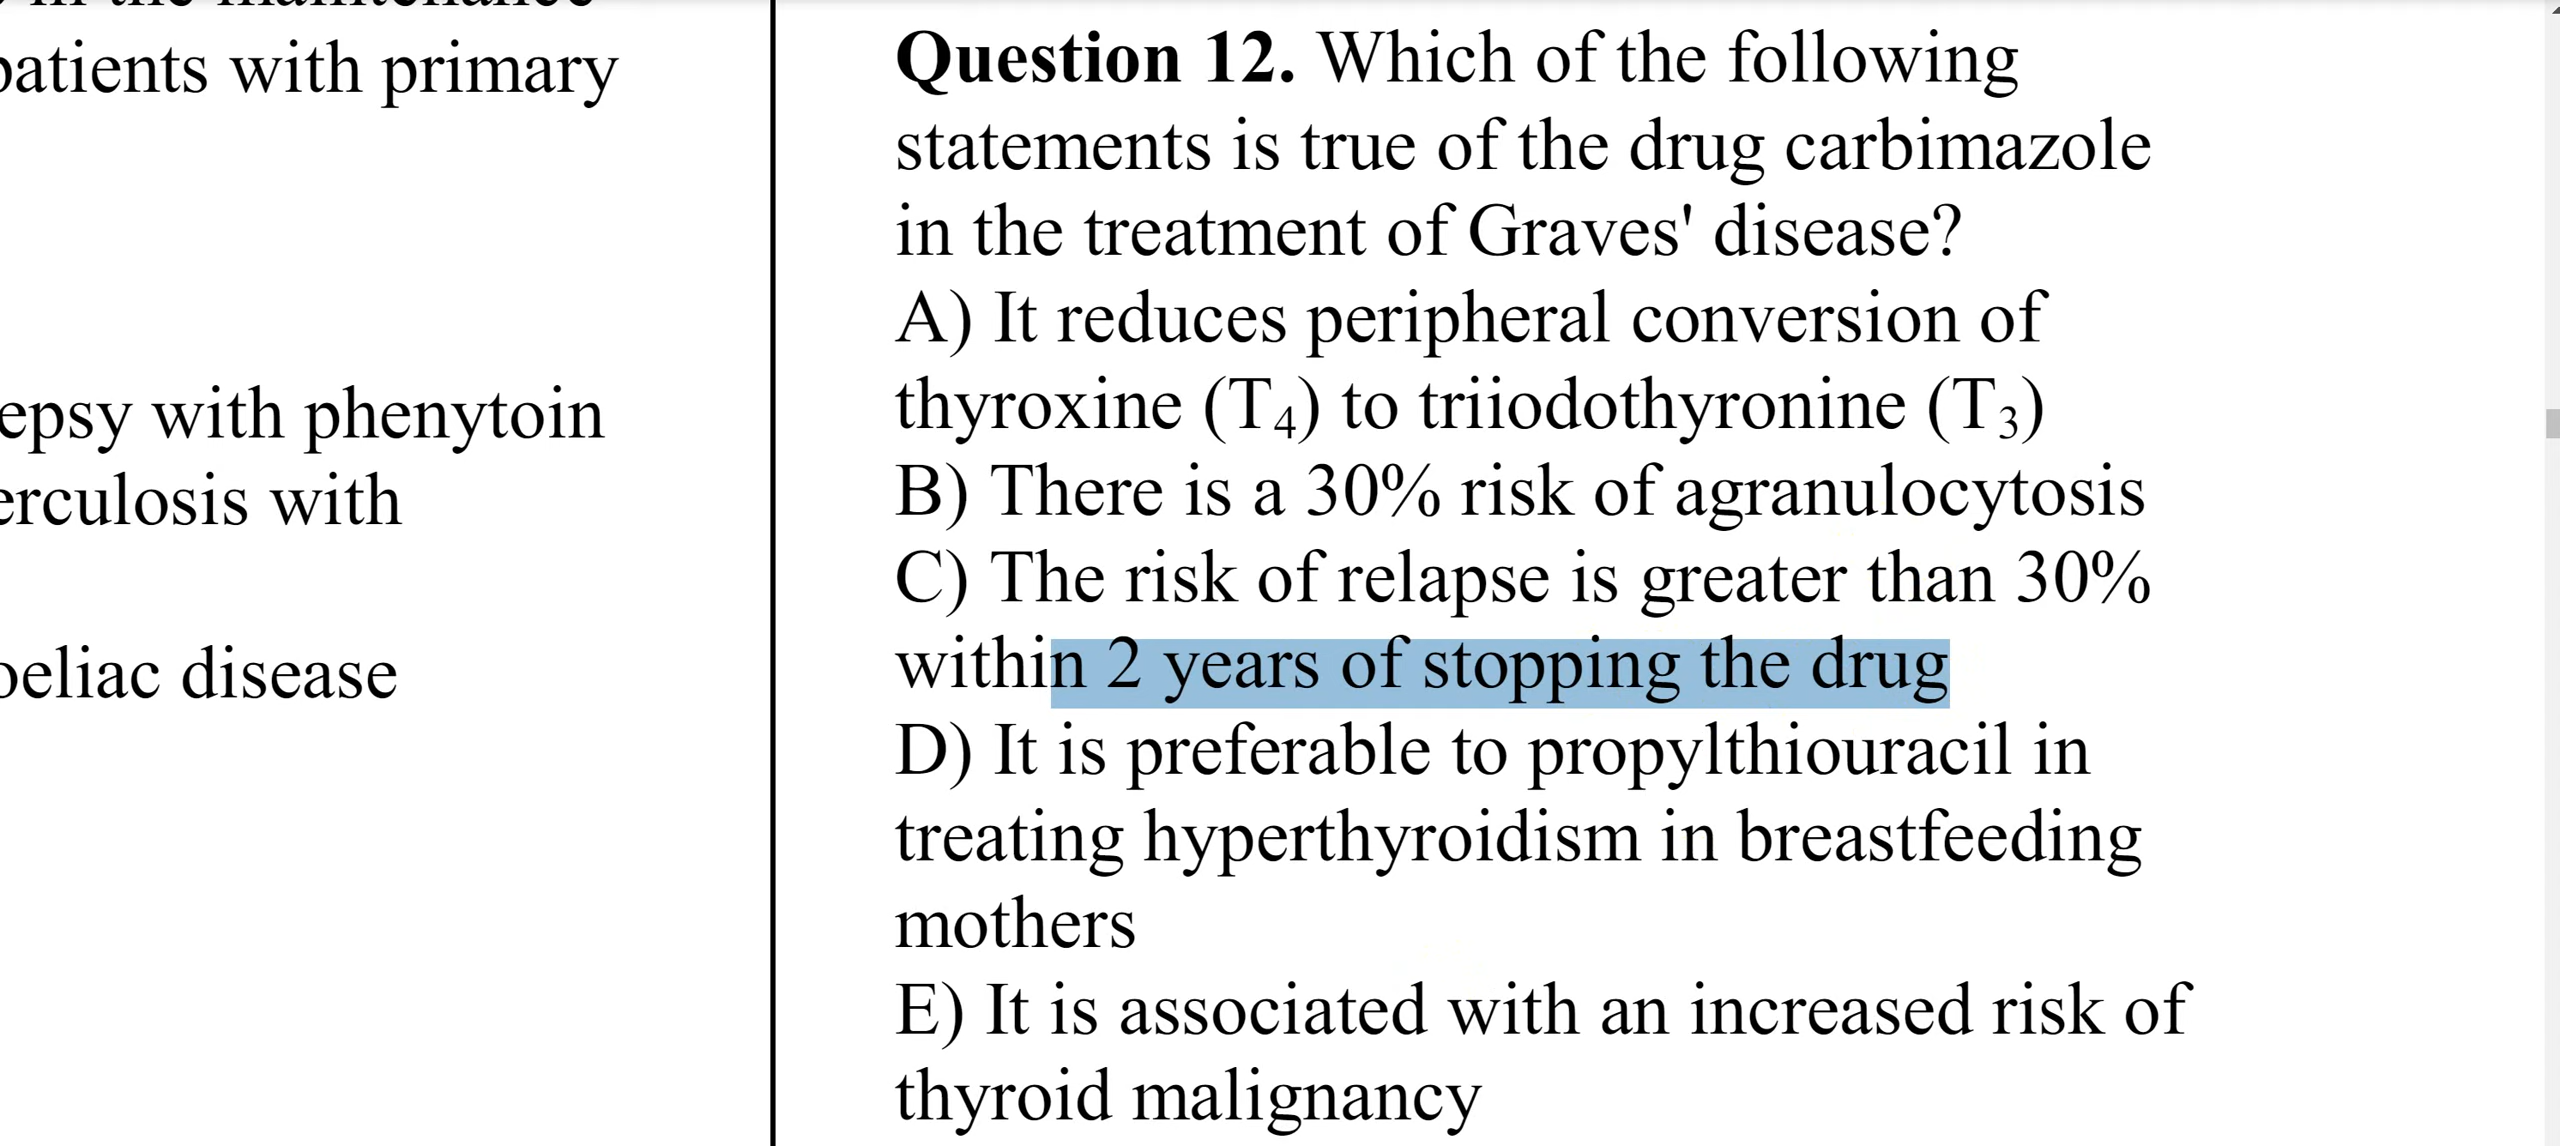 patients with primary
epsy with phenytoin
erculosis with
oeliac disease
Question 12. Which of the following
statements is true of the drug carbimazole
in the treatment of Graves' disease?
A) It reduces peripheral conversion of
thyroxine (T₄) to triiodothyronine (T₃)
B) There is a 30% risk of agranulocytosis
C) The risk of relapse is greater than 30%
within 2 years of stopping the drug
D) It is preferable to propylthiouracil in
treating hyperthyroidism in breastfeeding
mothers
E) It is associated with an increased risk of
thyroid malignancy